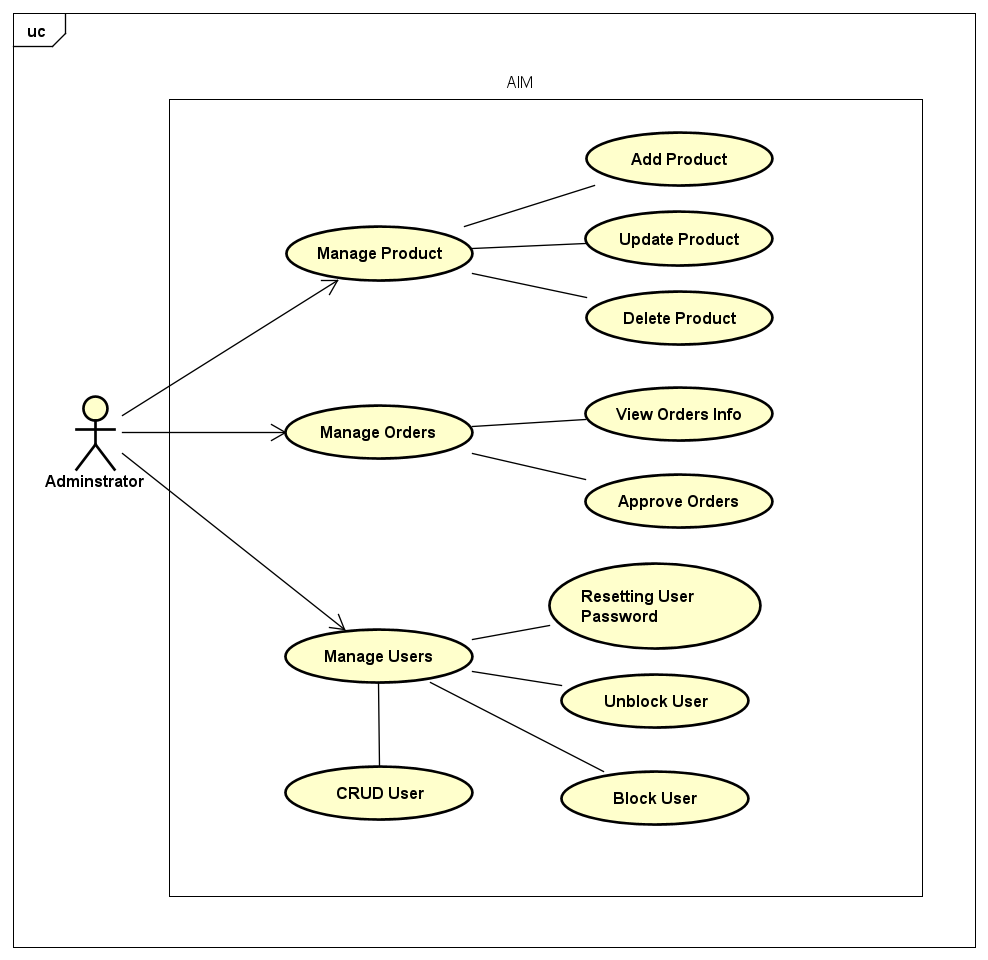 uc
AIM
Add Product
Update Product
Manage Product
Delete Product
View Orders Info
Manage Orders
Adminstrator
Approve Orders
Resetting User
Password
Manage Users
Unblock User
CRUD User
Block User